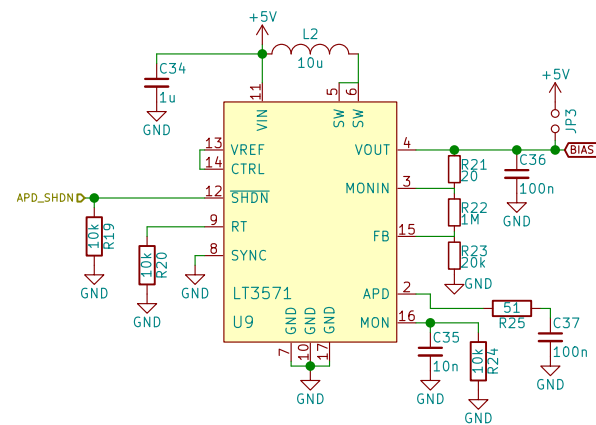 +5V
L2
10u
C34
1u
GND
+5V
JP3
11
VIN
5
SW
6
SW
13
VREF
14
CTRL
VOUT
4
BIAS
R21
20
C36
100n
GND
MONIN
3
APD_SHDN
12
SHDN
R22
1M
10k
R19
GND
9
RT
FB
15
10k
R20
GND
8
SYNC
GND
R23
20k
GND
LT3571
U9
APD
2
51
R25
C37
100n
GND
MON
16
C35
10n
GND
10k
R24
GND
GND
7
GND
10
GND
17
GND